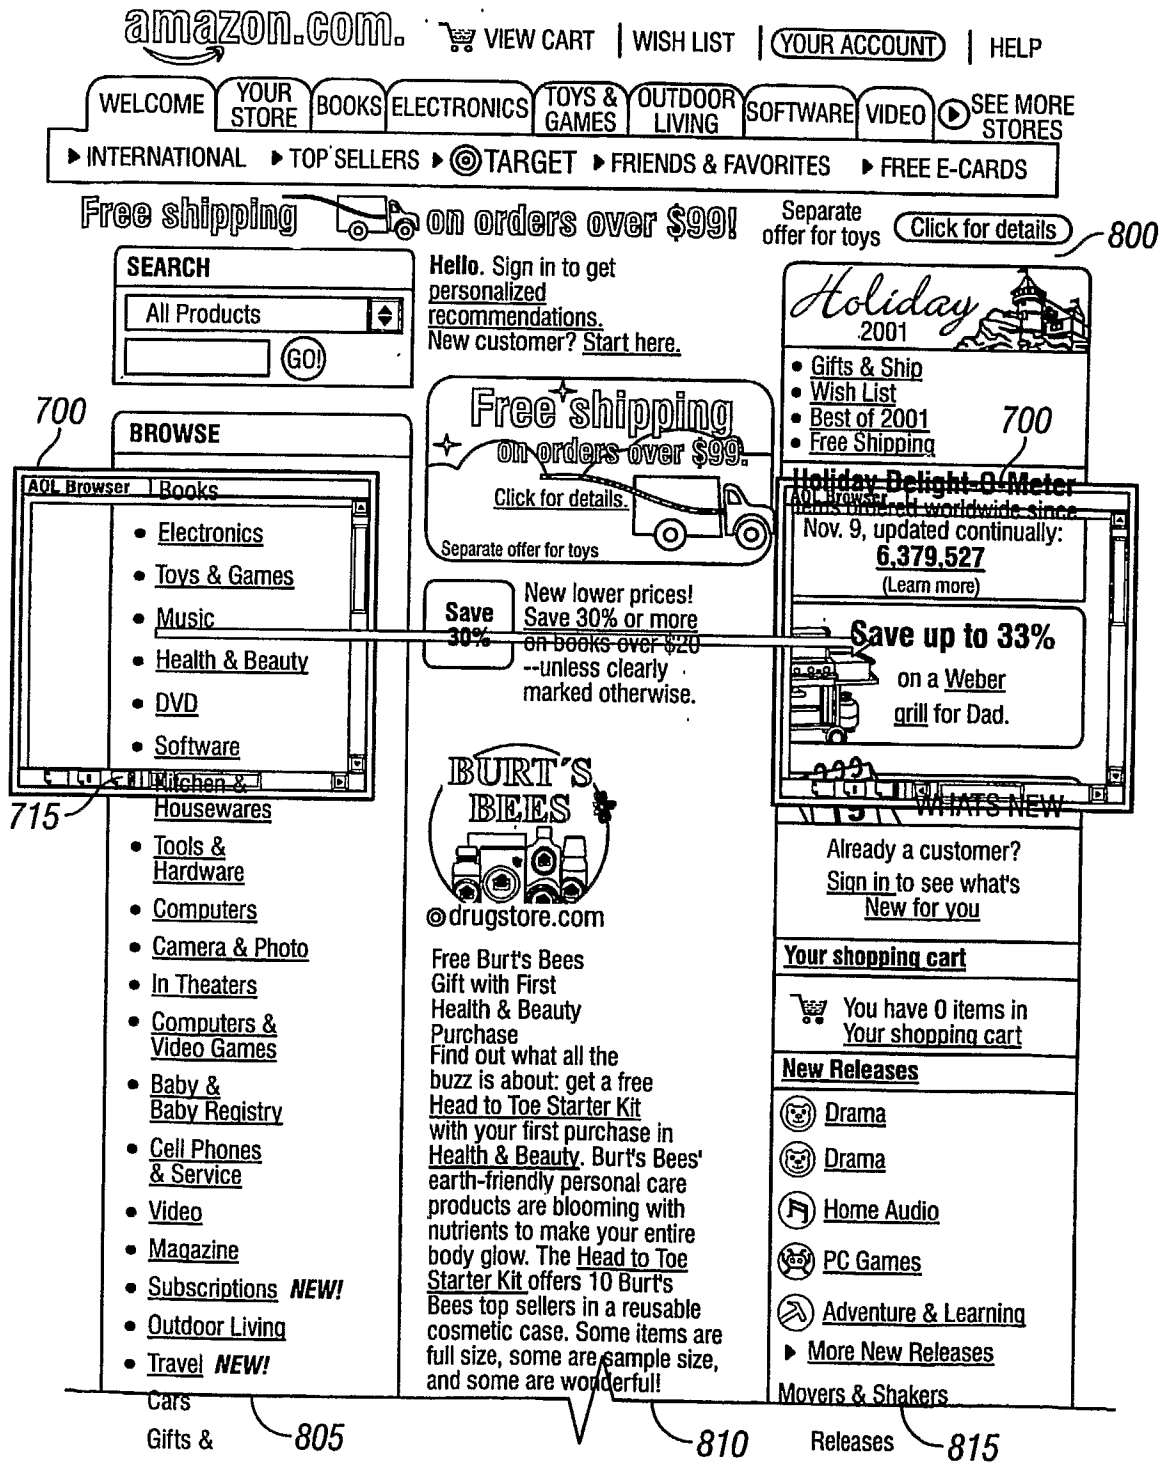 amazon.com.
VIEW CART | WISH LIST | YOUR ACCOUNT | HELP
WELCOME
YOUR
STORE
BOOKS
ELECTRONICS
TOYS &
GAMES
OUTDOOR
LIVING
SOFTWARE
VIDEO
SEE MORE
STORES
INTERNATIONAL
TOP SELLERS
TARGET
FRIENDS & FAVORITES
FREE E-CARDS
Free shipping on orders over $99!
Separate
offer for toys
Click for details
800
SEARCH
All Products
GO!
700
BROWSE
AOL Browser
Books
Electronics
Toys & Games
Music
Health & Beauty
DVD
Software
Kitchen &
Housewares
715
Tools &
Hardware
Computers
Camera & Photo
In Theaters
Computers &
Video Games
Baby &
Baby Registry
Cell Phones
& Service
Video
Magazine
Subscriptions NEW!
Outdoor Living
Travel NEW!
Cars
Gifts &
805
Hello. Sign in to get
personalized
recommendations.
New customer? Start here.
Free shipping
on orders over $99.
Click for details.
Separate offer for toys
Save
30%
New lower prices!
Save 30% or more
on books over $20
--unless clearly
marked otherwise.
BURT'S
BEES
drugstore.com
Free Burt's Bees
Gift with First
Health & Beauty
Purchase
Find out what all the
buzz is about: get a free
Head to Toe Starter Kit
with your first purchase in
Health & Beauty. Burt's Bees'
earth-friendly personal care
products are blooming with
nutrients to make your entire
body glow. The Head to Toe
Starter Kit offers 10 Burt's
Bees top sellers in a reusable
cosmetic case. Some items are
full size, some are sample size,
and some are wonderful!
810
Holiday
2001
Gifts & Ship
Wish List
Best of 2001
Free Shipping
700
Holiday Delight-O-Meter
AOL Browser
Items ordered worldwide since
Nov. 9, updated continually:
6,379,527
(Learn more)
Save up to 33%
on a Weber
grill for Dad.
19
WHATS NEW
Already a customer?
Sign in to see what's
New for you
Your shopping cart
You have 0 items in
Your shopping cart
New Releases
Drama
Drama
Home Audio
PC Games
Adventure & Learning
More New Releases
Movers & Shakers
Releases
815